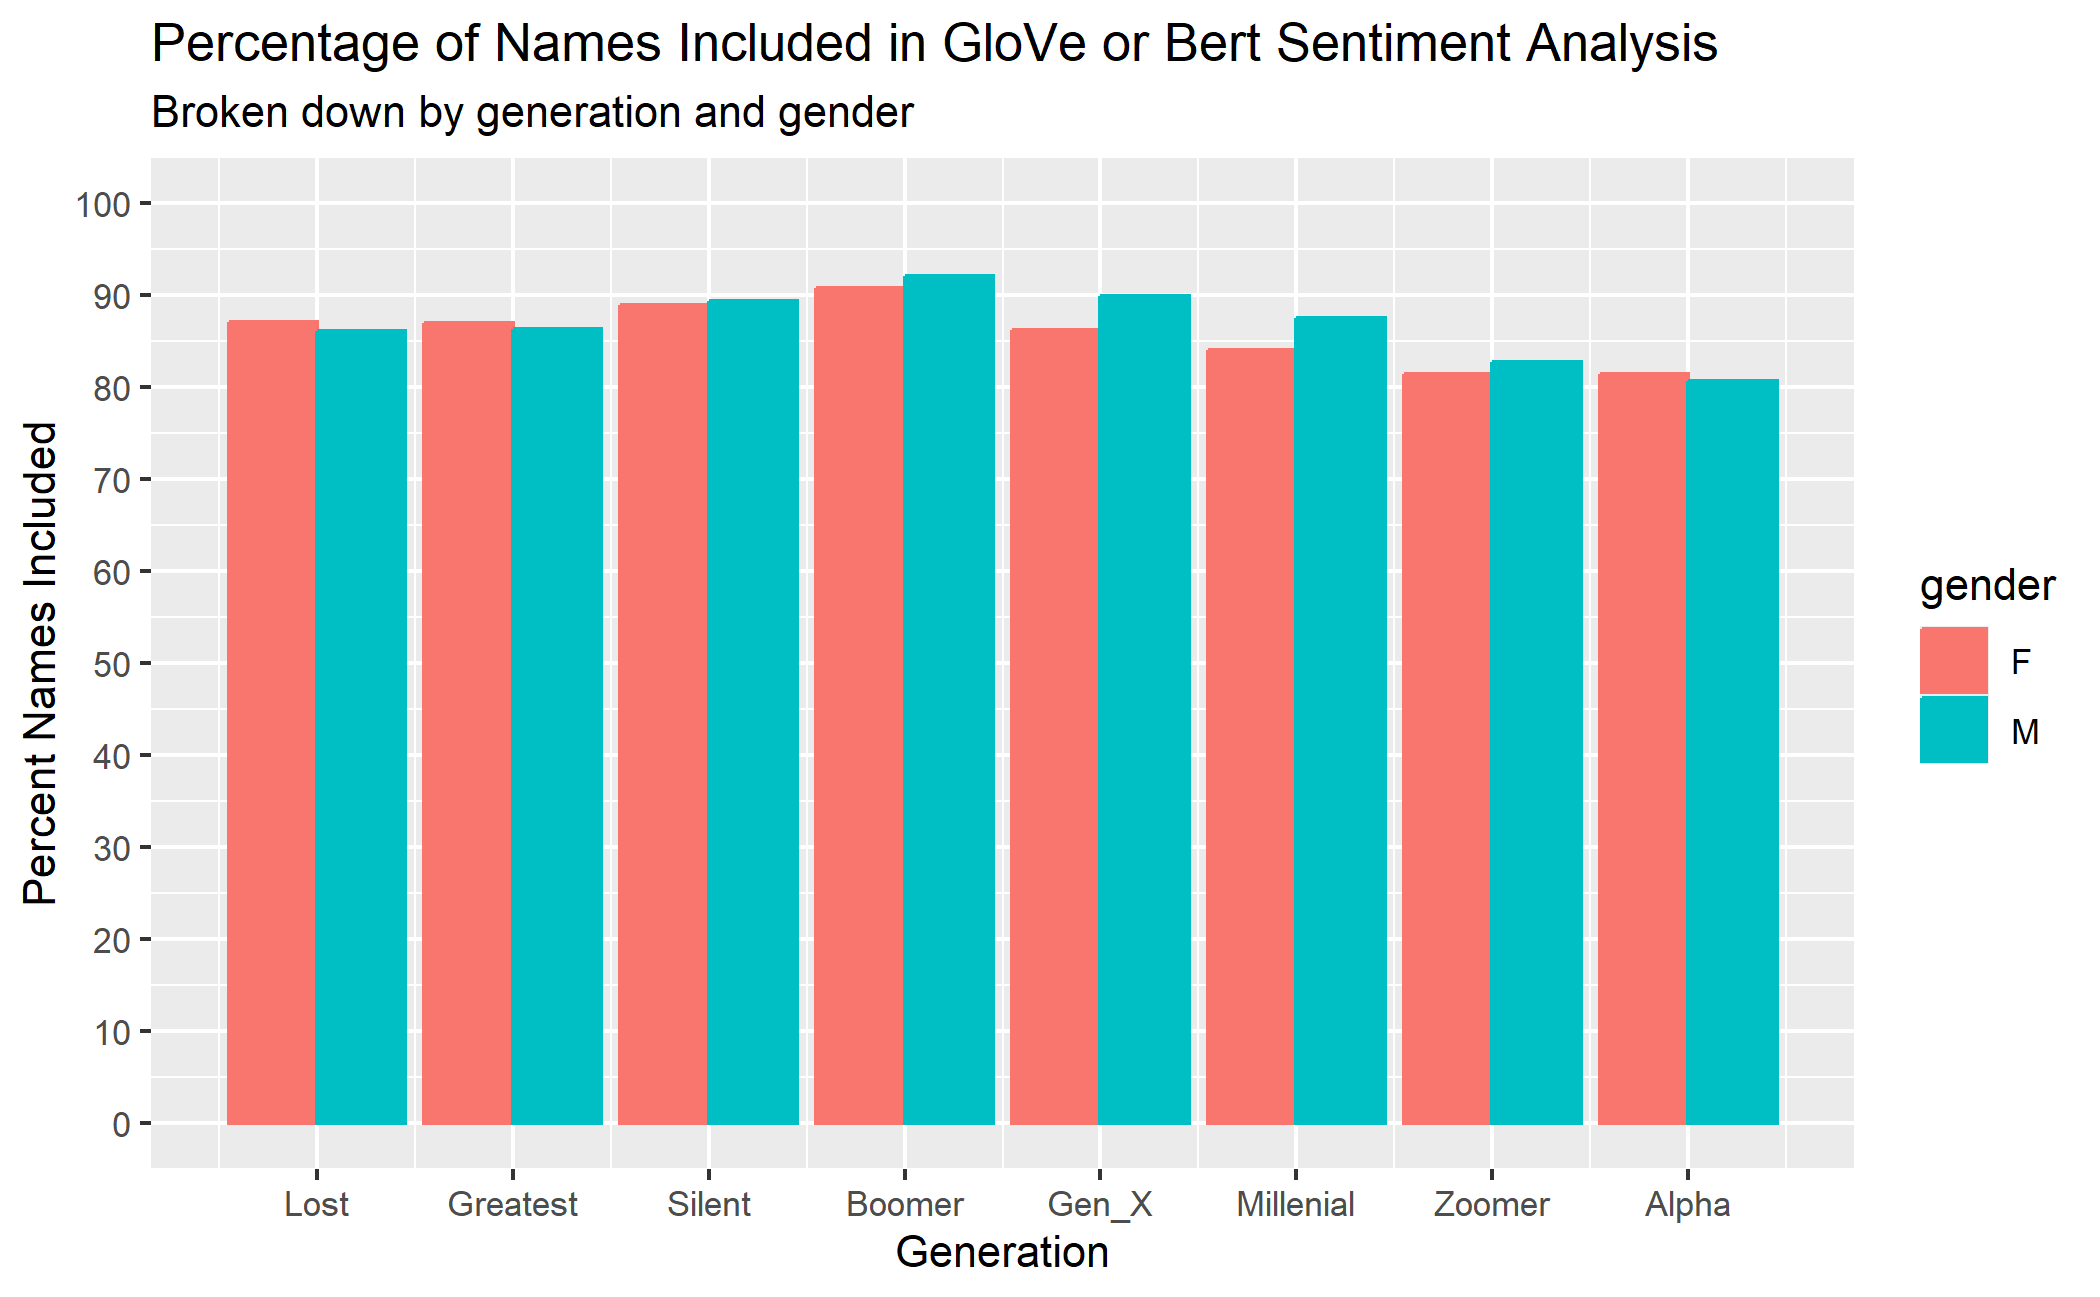 Percentage of Names Included in GloVe or Bert Sentiment Analysis
Broken down by generation and gender
Percent Names Included
100
90
80
70
60
50
40
30
20
10
0
Lost
Greatest
Silent
Boomer
Gen_X
Millenial
Zoomer
Alpha
Generation
gender
F
M